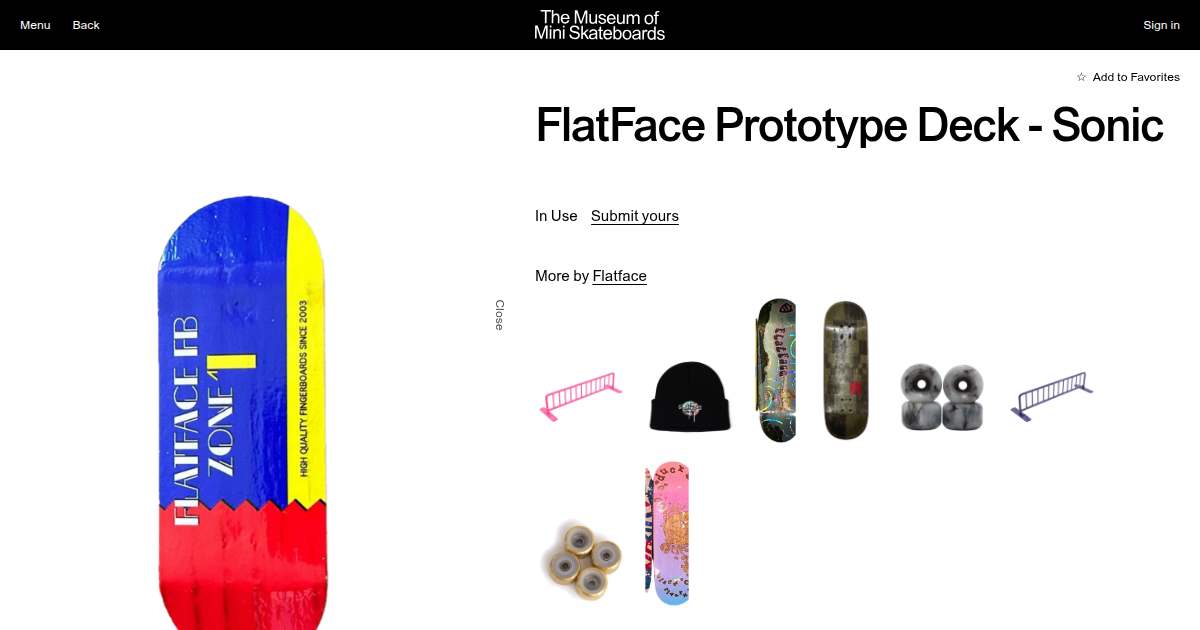 Menu
Back
The Museum of
Mini Skateboards
Sign in
☆ Add to Favorites
FlatFace Prototype Deck - Sonic
In Use
Submit yours
More by Flatface
Close
FLATFACE FB
ZONE 1
HIGH QUALITY FINGERBOARDS SINCE 2003